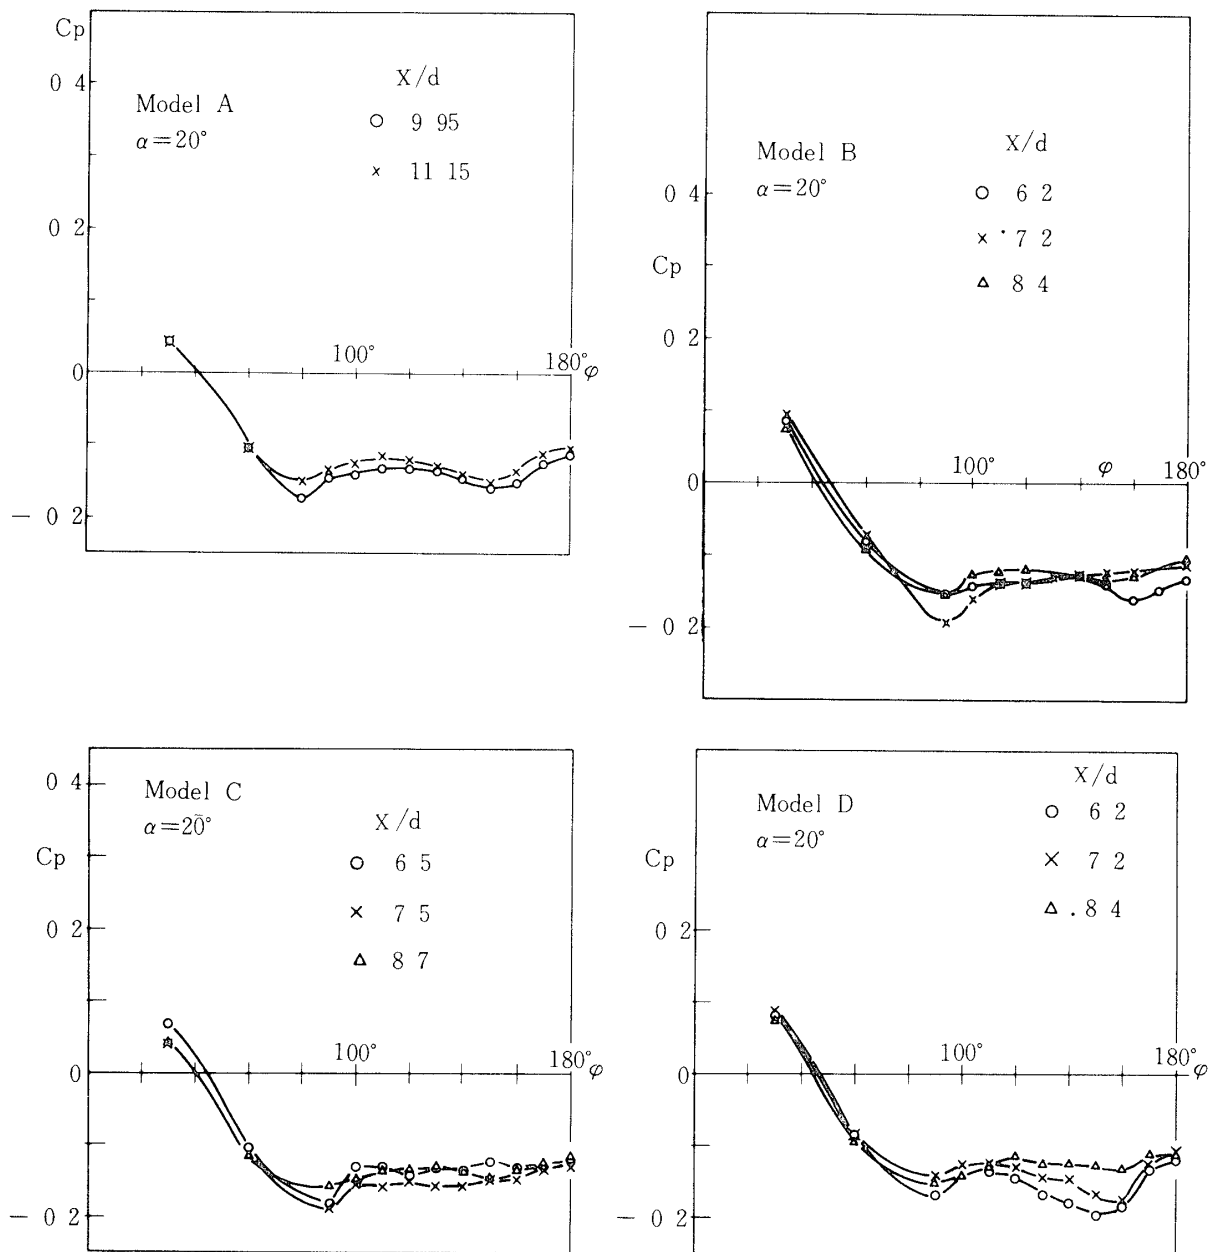 Cp
0 4
Model A
α=20°
X/d
○ 9 95
× 11 15
0 2
0
100°
180°
φ
− 0 2
Model B
α=20°
X/d
0 4
○ 6 2
× 7 2
△ 8 4
Cp
0 2
0
100°
φ
180°
− 0 2
0 4
Model C
α=20°
X/d
Cp
○ 6 5
× 7 5
△ 8 7
0 2
0
100°
180°
φ
− 0 2
Model D
α=20°
X/d
○ 6 2
Cp
× 7 2
△ 8 4
0 2
0
100°
180°
φ
− 0 2